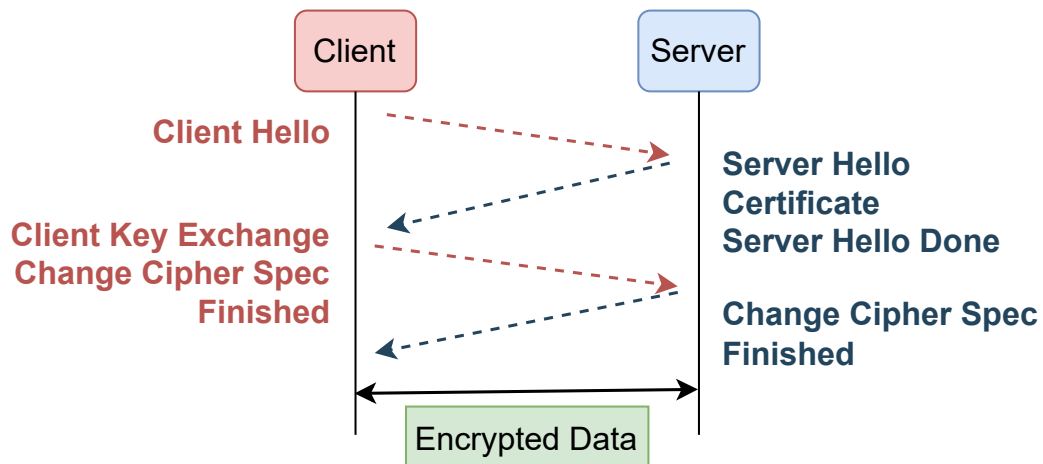 Client
Server
Client Hello
Server Hello
Certificate
Server Hello Done
Client Key Exchange
Change Cipher Spec
Finished
Change Cipher Spec
Finished
Encrypted Data